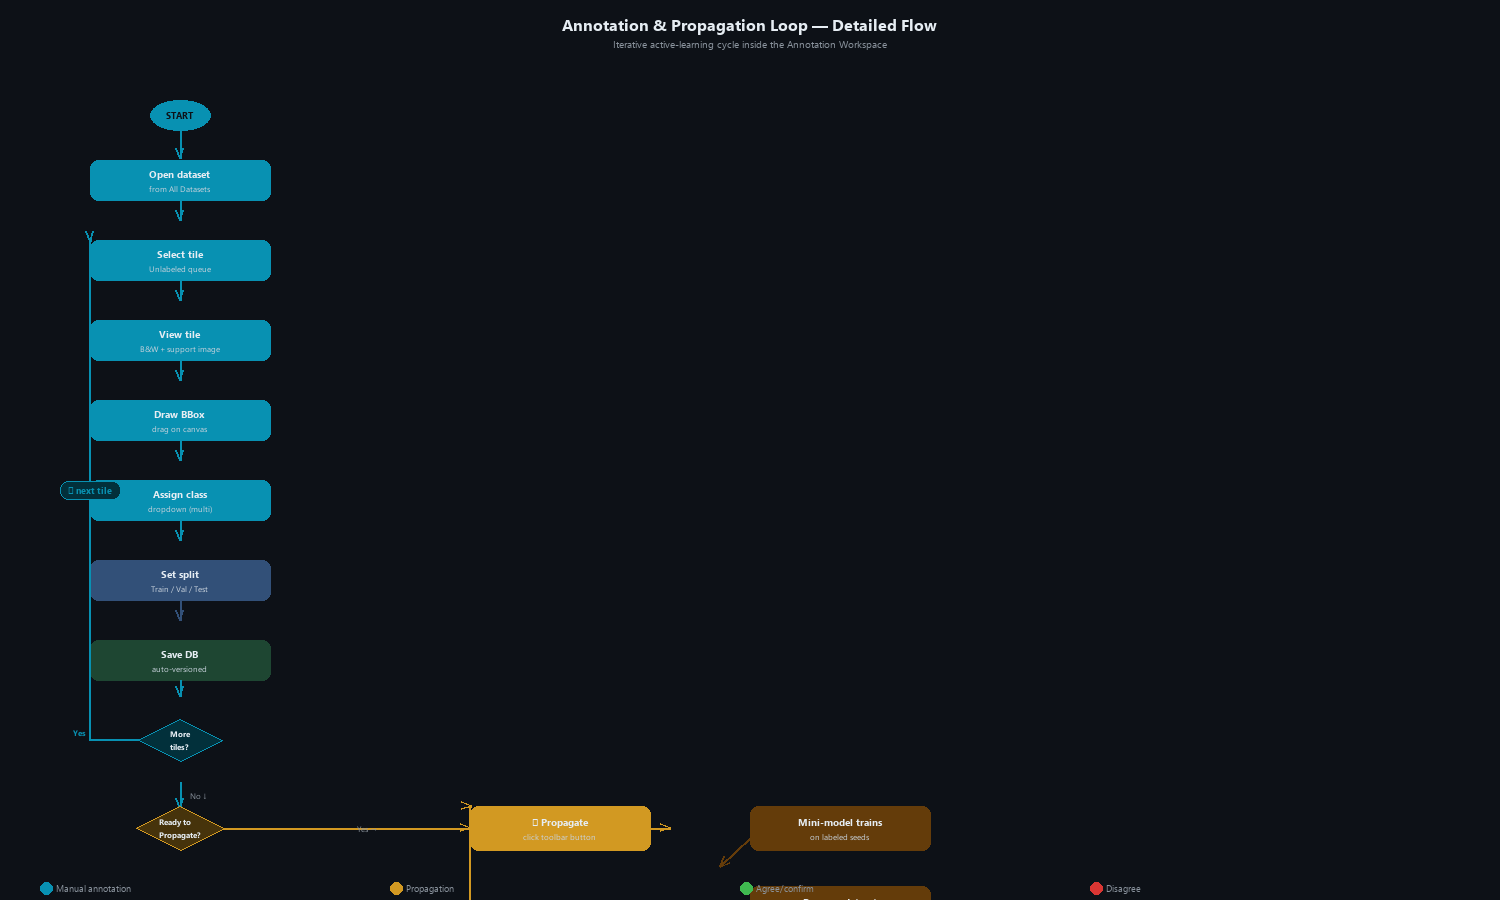 Annotation & Propagation Loop — Detailed Flow
Iterative active-learning cycle inside the Annotation Workspace
START
Open dataset
from All Datasets
Select tile
Unlabeled queue
View tile
B&W + support image
Draw BBox
drag on canvas
next tile
Assign class
dropdown (multi)
Set split
Train / Val / Test
Save DB
auto-versioned
More
tiles?
Yes
No ↓
Ready to
Propagate?
Yes
Propagate
click toolbar button
Mini-model trains
on labeled seeds
Manual annotation
Propagation
Agree/confirm
Disagree